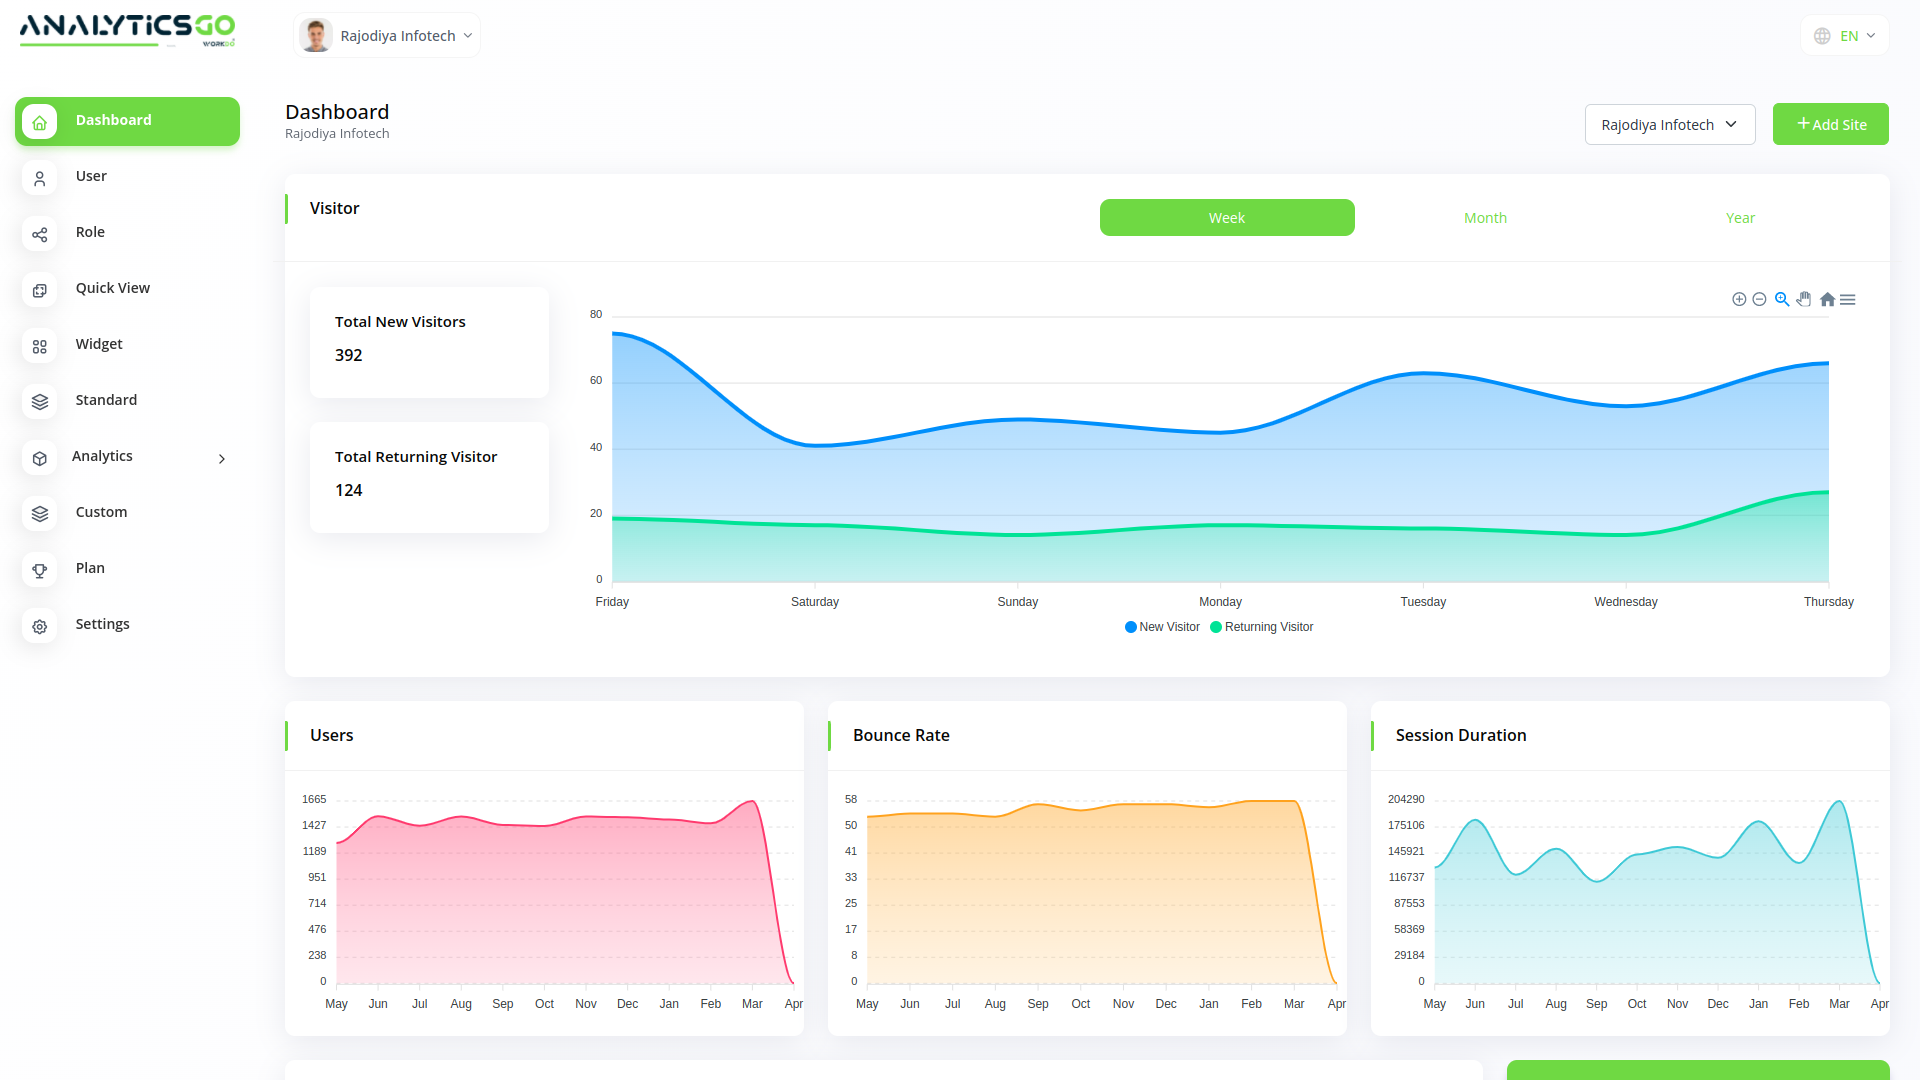 ANALYTiCSGO
WORKDO
Rajodiya Infotech
EN
Dashboard
User
Role
Quick View
Widget
Standard
Analytics
Custom
Plan
Settings
Dashboard
Rajodiya Infotech
Rajodiya Infotech
Add Site
Visitor
Week
Month
Year
Total New Visitors
392
Total Returning Visitor
124
80
60
40
20
0
Friday Saturday Sunday Monday Tuesday Wednesday Thursday
New Visitor Returning Visitor
Users
1665
1427
1189
951
714
476
238
0
May Jun Jul Aug Sep Oct Nov Dec Jan Feb Mar Apr
Bounce Rate
58
50
41
33
25
17
8
0
May Jun Jul Aug Sep Oct Nov Dec Jan Feb Mar Apr
Session Duration
204290
175106
145921
116737
87553
58369
29184
0
May Jun Jul Aug Sep Oct Nov Dec Jan Feb Mar Apr